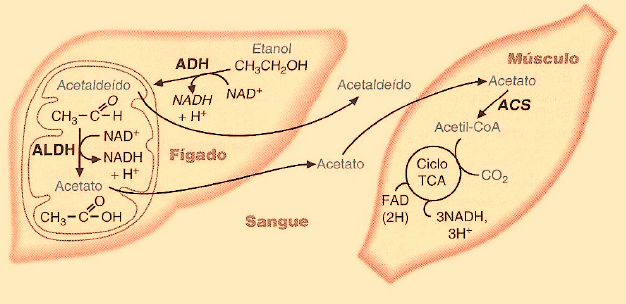 Etanol
ADH
CH₃CH₂OH
NAD⁺
NADH
+ H⁺
Acetaldeído
CH₃–C–H
O
ALDH
NAD⁺
NADH
+ H⁺
Acetato
CH₃–C–OH
O
Fígado
Acetaldeído
Acetato
Sangue
Músculo
Acetato
ACS
Acetil-CoA
Ciclo
TCA
CO₂
FAD
(2H)
3NADH,
3H⁺